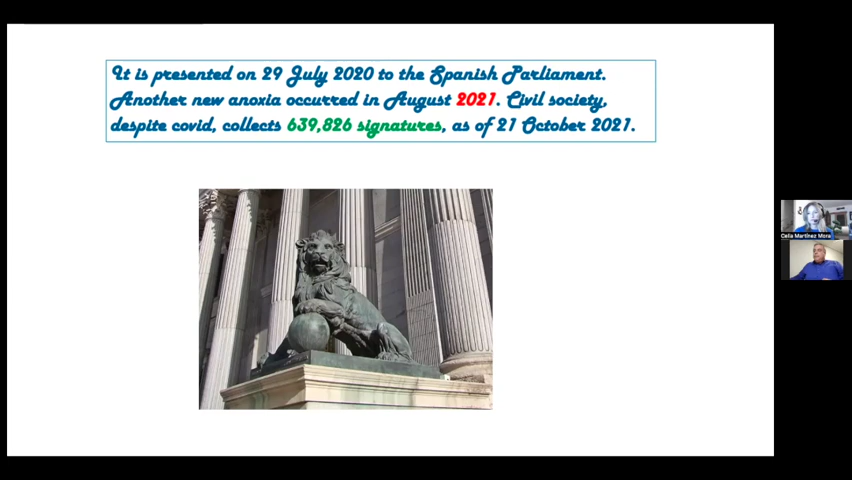 It is presented on 29 July 2020 to the Spanish Parliament.
Another new anoxia occurred in August 2021. Civil society,
despite covid, collects 639,826 signatures, as of 21 October 2021.
Celia Martínez Mora